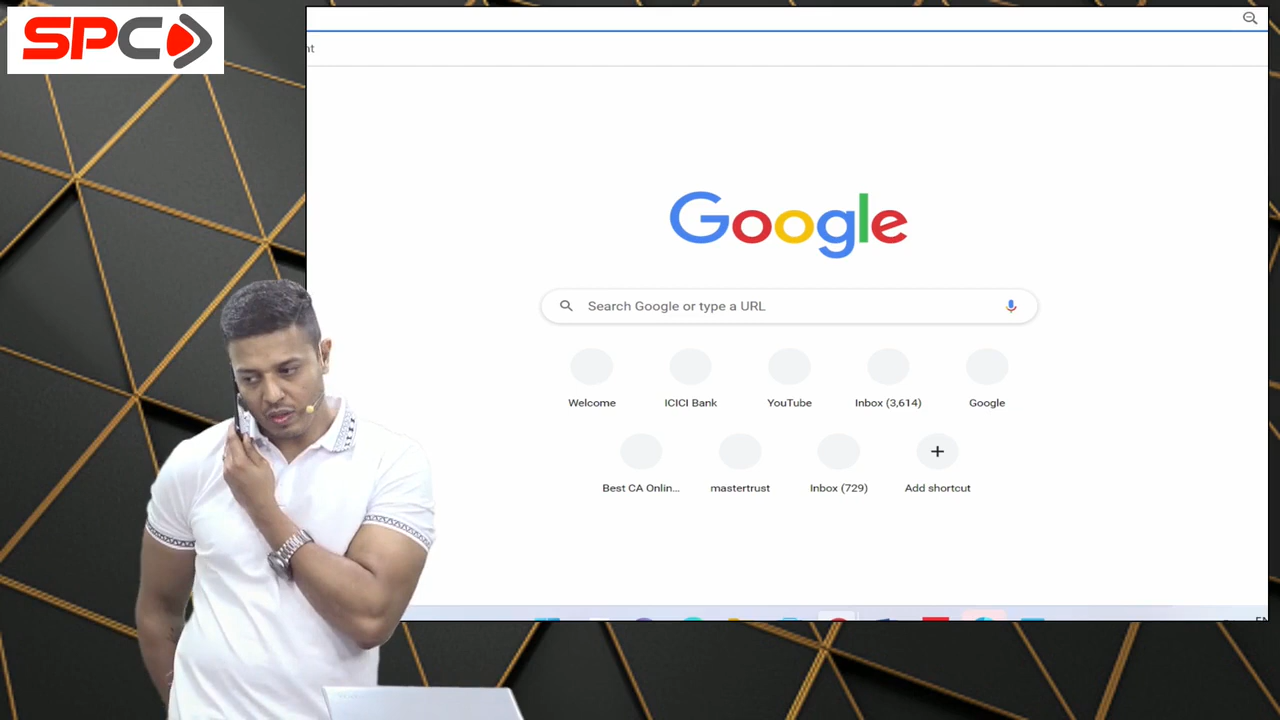 SPC
nt
Google
Search Google or type a URL
Welcome
ICICI Bank
YouTube
Inbox (3,614)
Google
Best CA Onlin...
mastertrust
Inbox (729)
Add shortcut